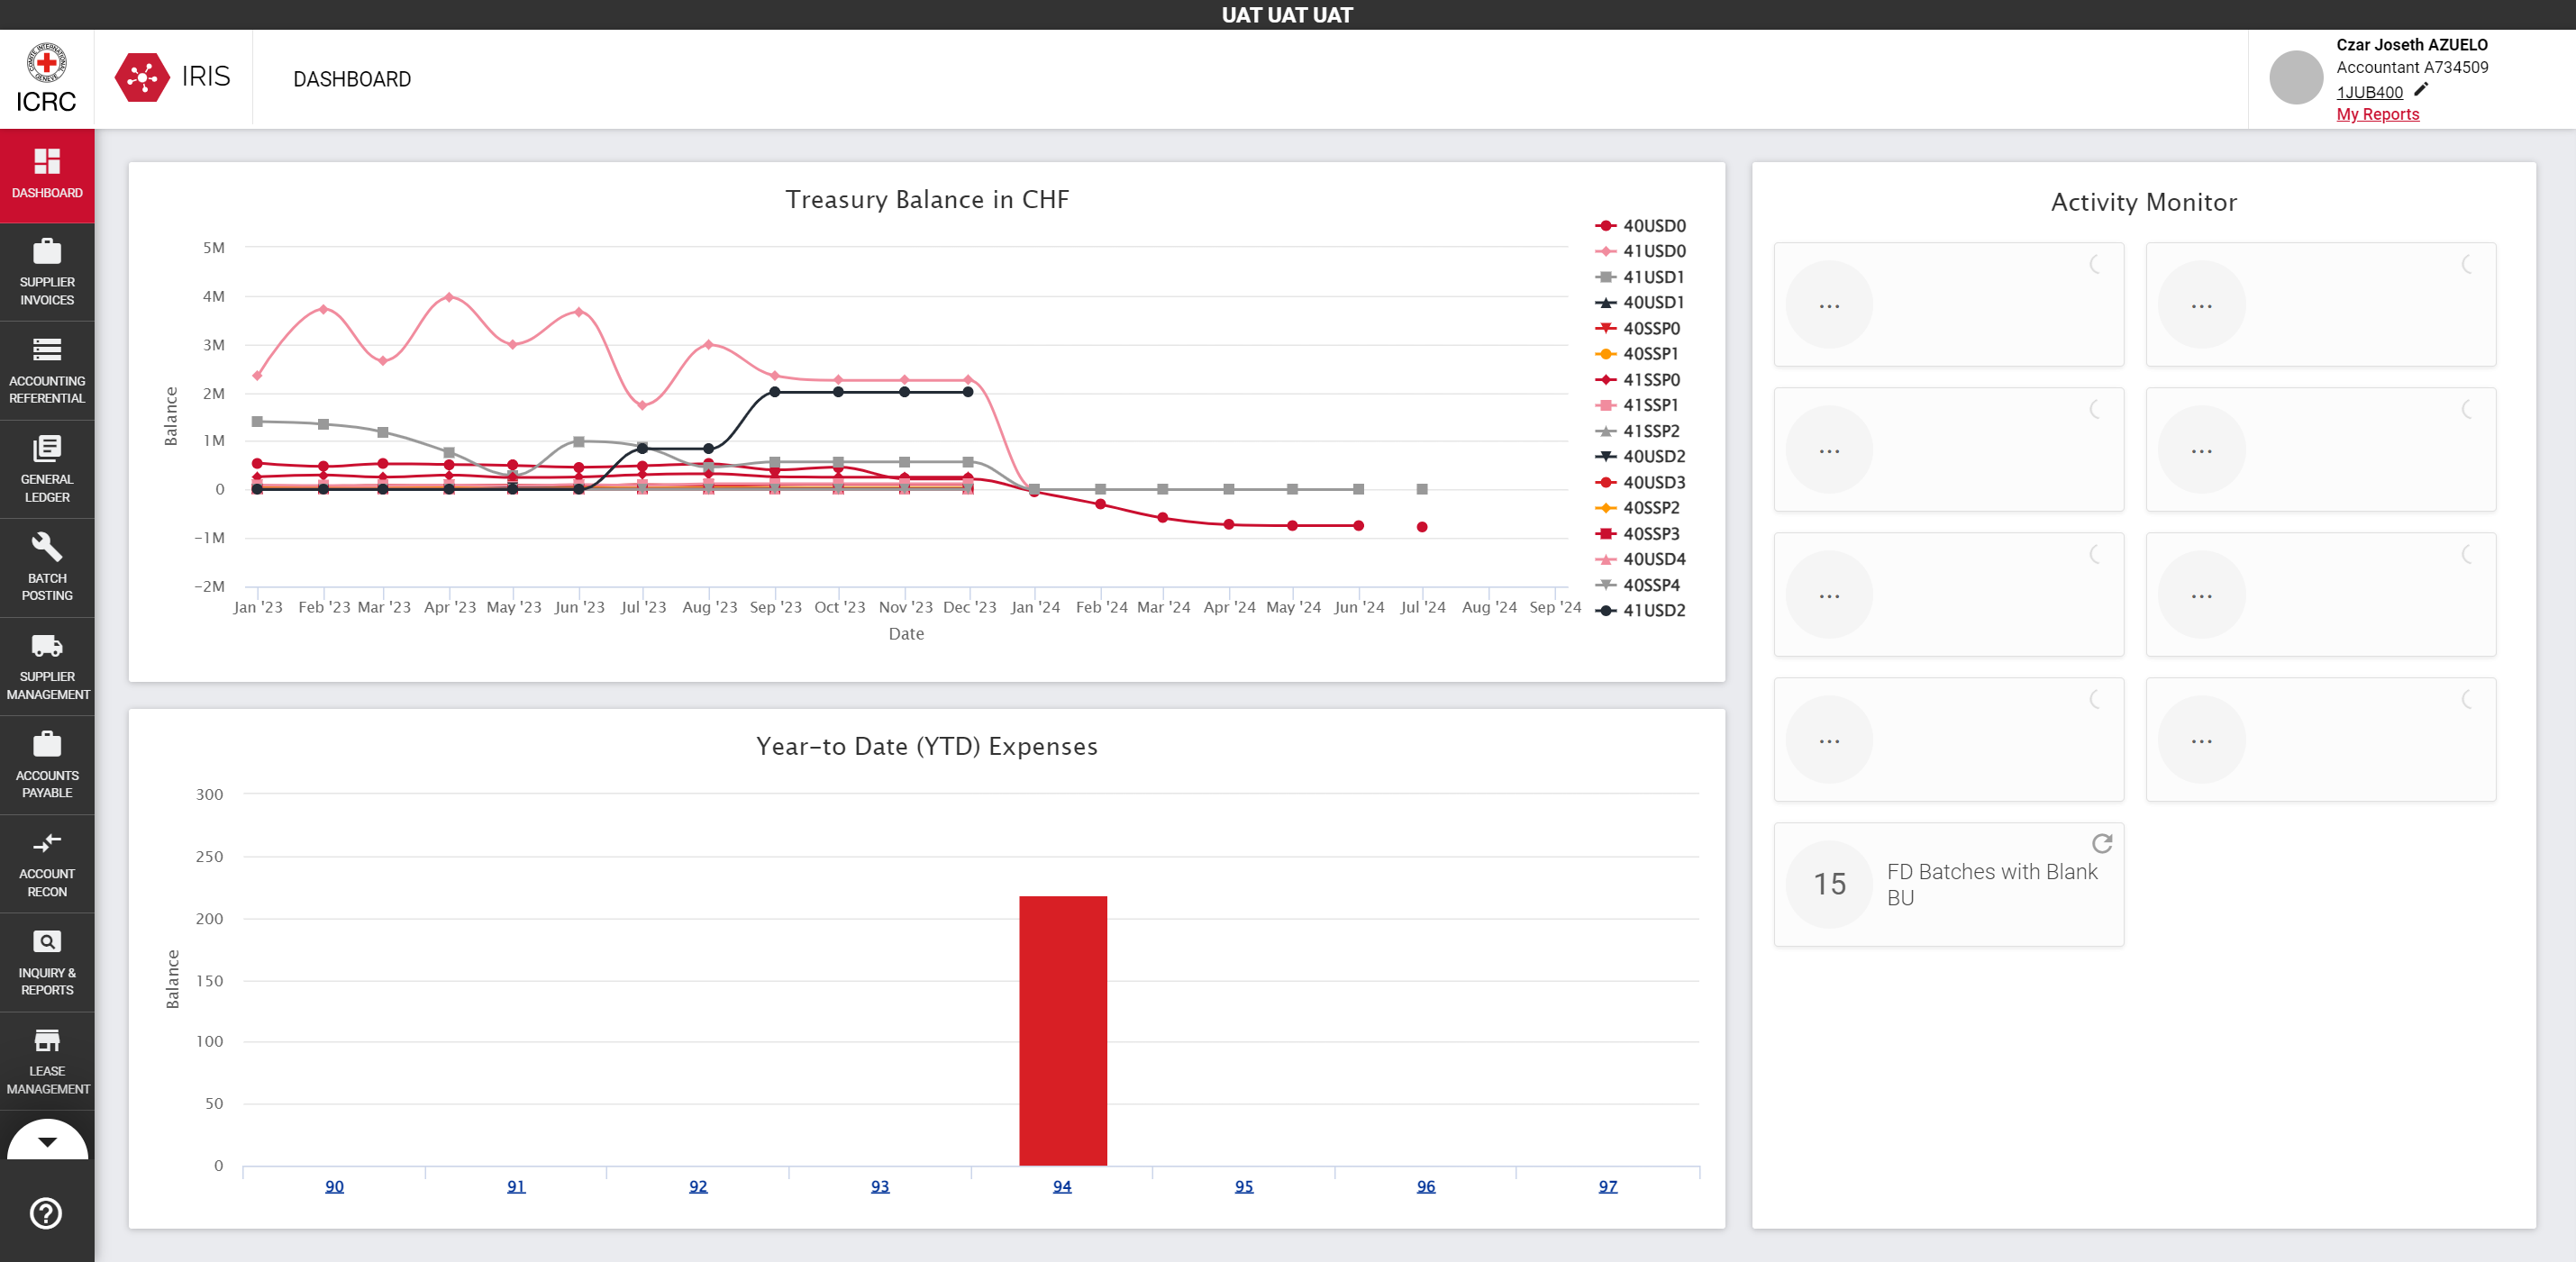 UAT UAT UAT
COMITE INTERNATIONAL GENEVE
ICRC
IRIS
DASHBOARD
Czar Joseth AZUELO
Accountant A734509
1JUB400
My Reports
DASHBOARD
SUPPLIER
INVOICES
ACCOUNTING
REFERENTIAL
GENERAL
LEDGER
BATCH
POSTING
SUPPLIER
MANAGEMENT
ACCOUNTS
PAYABLE
ACCOUNT
RECON
INQUIRY &
REPORTS
LEASE
MANAGEMENT
Treasury Balance in CHF
5M
4M
3M
2M
1M
0
-1M
-2M
Balance
Jan '23 Feb '23 Mar '23 Apr '23 May '23 Jun '23 Jul '23 Aug '23 Sep '23 Oct '23 Nov '23 Dec '23 Jan '24 Feb '24 Mar '24 Apr '24 May '24 Jun '24 Jul '24 Aug '24 Sep '24
Date
40USD0
41USD0
41USD1
40USD1
40SSP0
40SSP1
41SSP0
41SSP1
41SSP2
40USD2
40USD3
40SSP2
40SSP3
40USD4
40SSP4
41USD2
Year-to Date (YTD) Expenses
300
250
200
150
100
50
0
Balance
90 91 92 93 94 95 96 97
Activity Monitor
... ...
... ...
... ...
... ...
15
FD Batches with Blank
BU